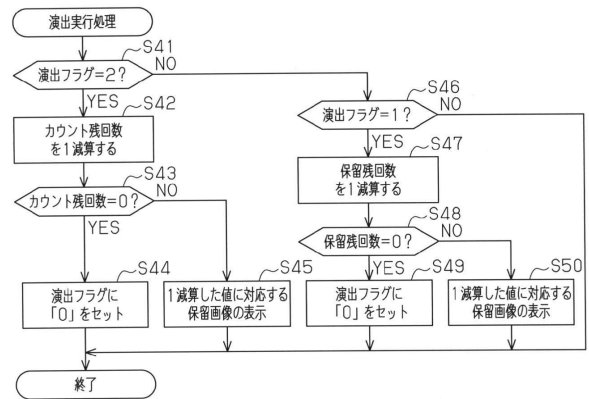 演出実行処理
S41
演出フラグ=2?
NO
YES
S42
カウント残回数
を1減算する
S43
カウント残回数=0?
NO
YES
S44
演出フラグに
「0」をセット
S45
1減算した値に対応する
保留画像の表示
S46
演出フラグ=1?
NO
YES
S47
保留残回数
を1減算する
S48
保留残回数=0?
NO
YES
S49
演出フラグに
「0」をセット
S50
1減算した値に対応する
保留画像の表示
終了